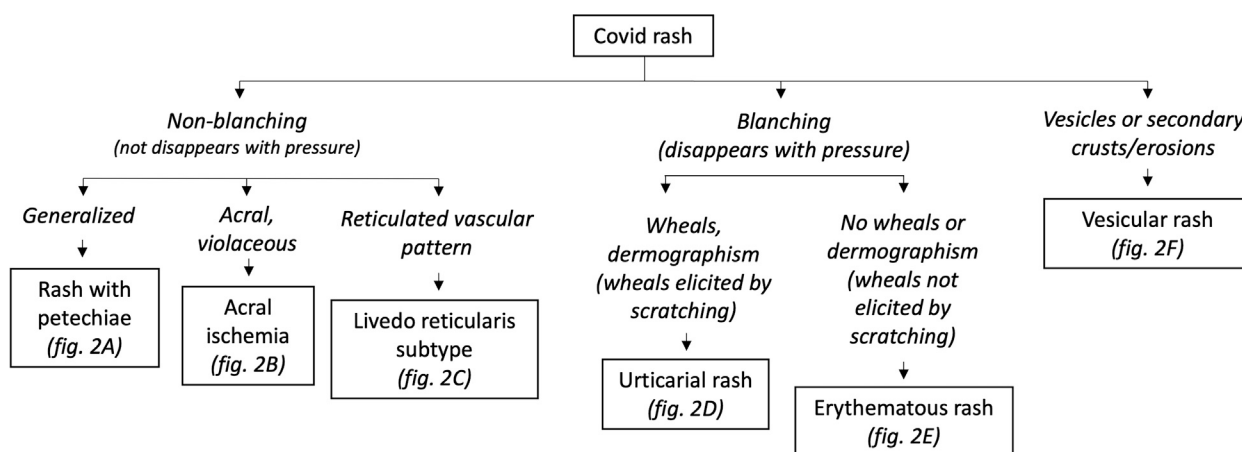 Covid rash
Non-blanching
(not disappears with pressure)
Blanching
(disappears with pressure)
Vesicles or secondary
crusts/erosions
Generalized
Rash with
petechiae
(fig. 2A)
Acral,
violaceous
Acral
ischemia
(fig. 2B)
Reticulated vascular
pattern
Livedo reticularis
subtype
(fig. 2C)
Wheals,
dermographism
(wheals elicited by
scratching)
Urticarial rash
(fig. 2D)
No wheals or
dermographism
(wheals not
elicited by
scratching)
Erythematous rash
(fig. 2E)
Vesicular rash
(fig. 2F)